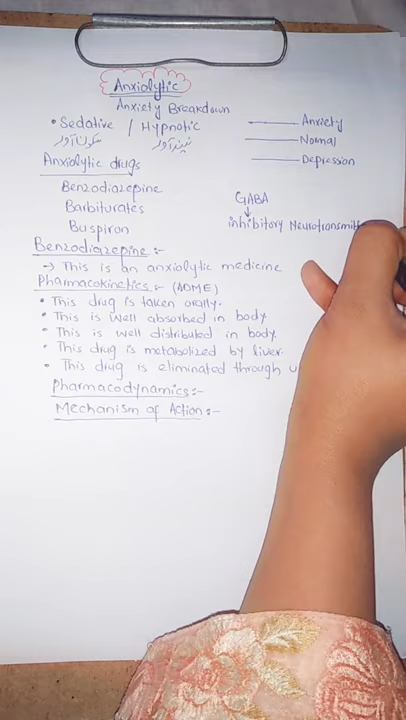 Anxiolytic
Anxiety Breakdown
• Sedative / Hypnotic
سکون آور نیند آور
Anxiolytic drugs
Benzodiazepine
Barbiturates
Buspiron
Anxiety
Normal
Depression
GABA
↓
inhibitory Neurotransmitt
Benzodiazepine :-
→ This is an anxiolytic medicine
Pharmacokinetics :- (ADME)
• This drug is taken orally.
• This is well absorbed in body.
• This is well distributed in body.
• This drug is metabolized by liver.
• This drug is eliminated through u
Pharmacodynamics :-
Mechanism of Action :-